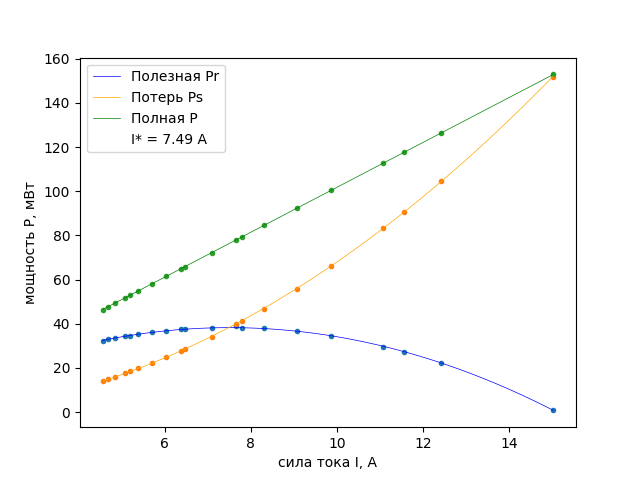 160
140
120
100
80
60
40
20
0
мощность P, мВт
Полезная Pr
Потерь Ps
Полная P
I* = 7.49 А
6 8 10 12 14
сила тока I, А